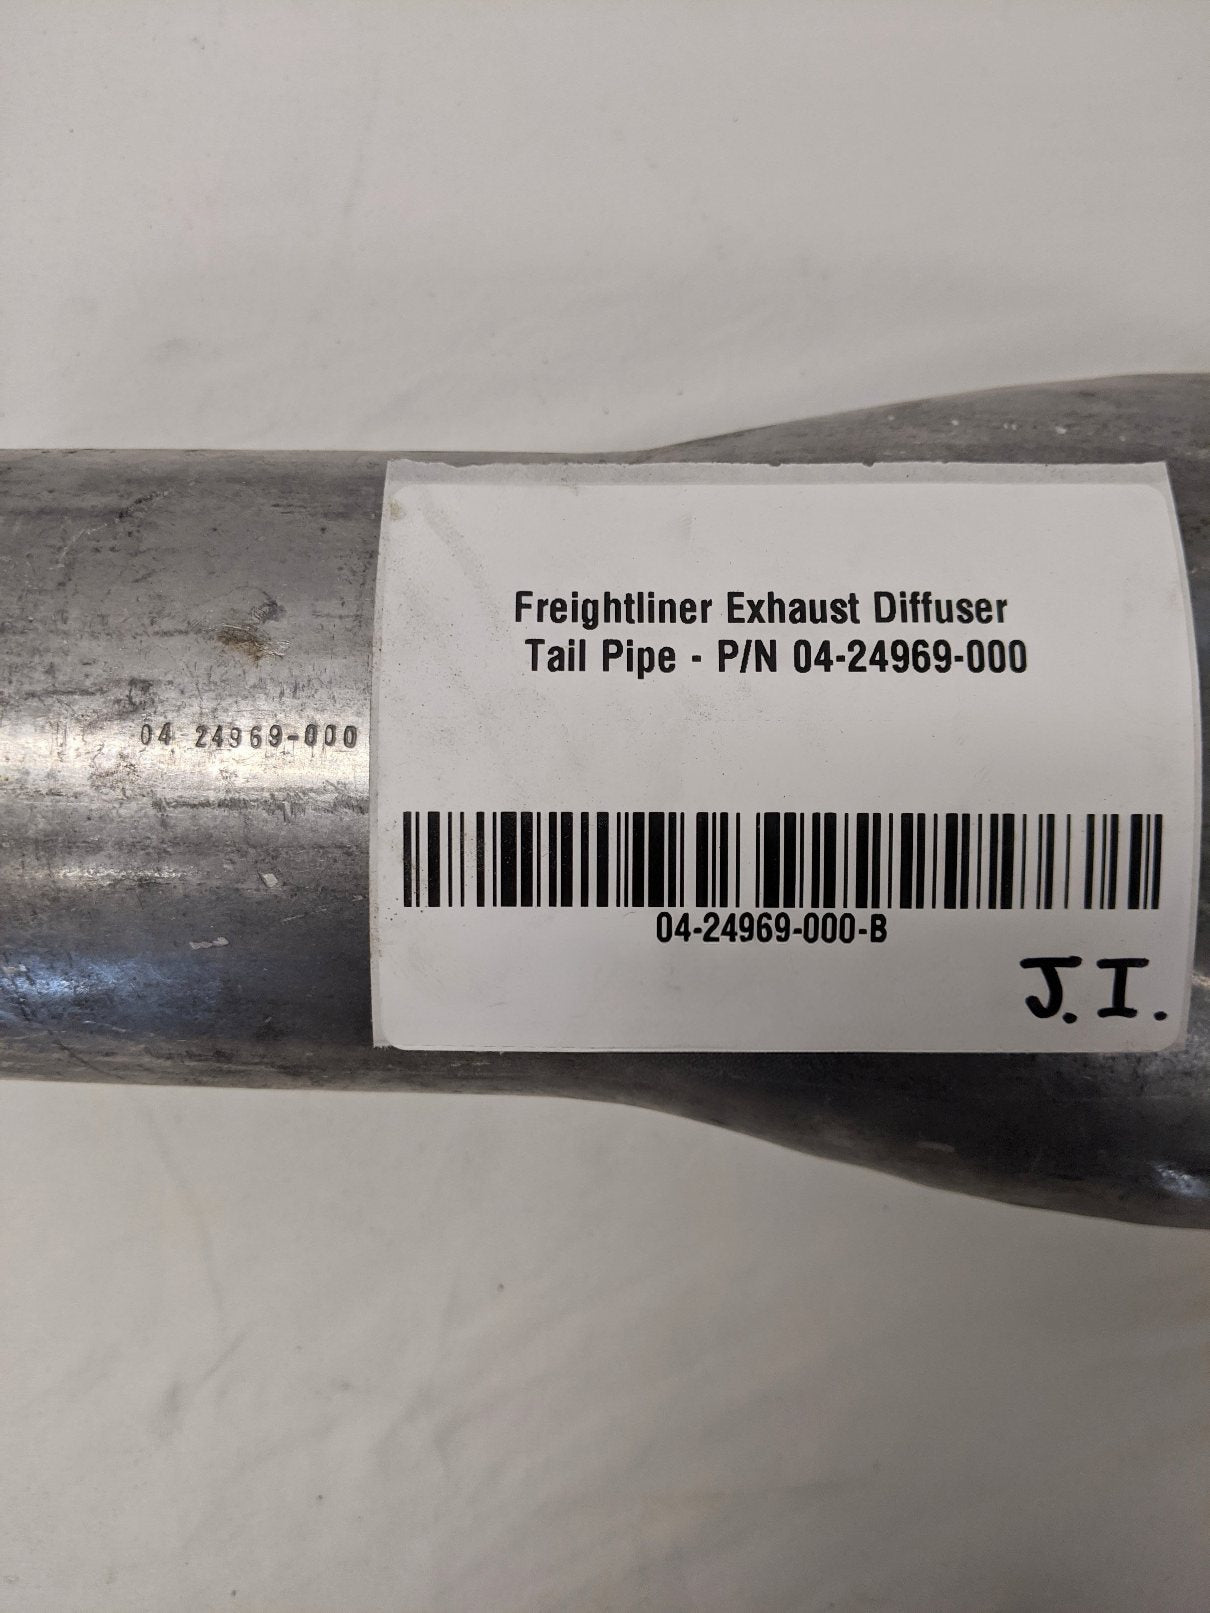 Freightliner Exhaust Diffuser
Tail Pipe - P/N 04-24969-000
04-24969-000
04-24969-000-B
J.I.